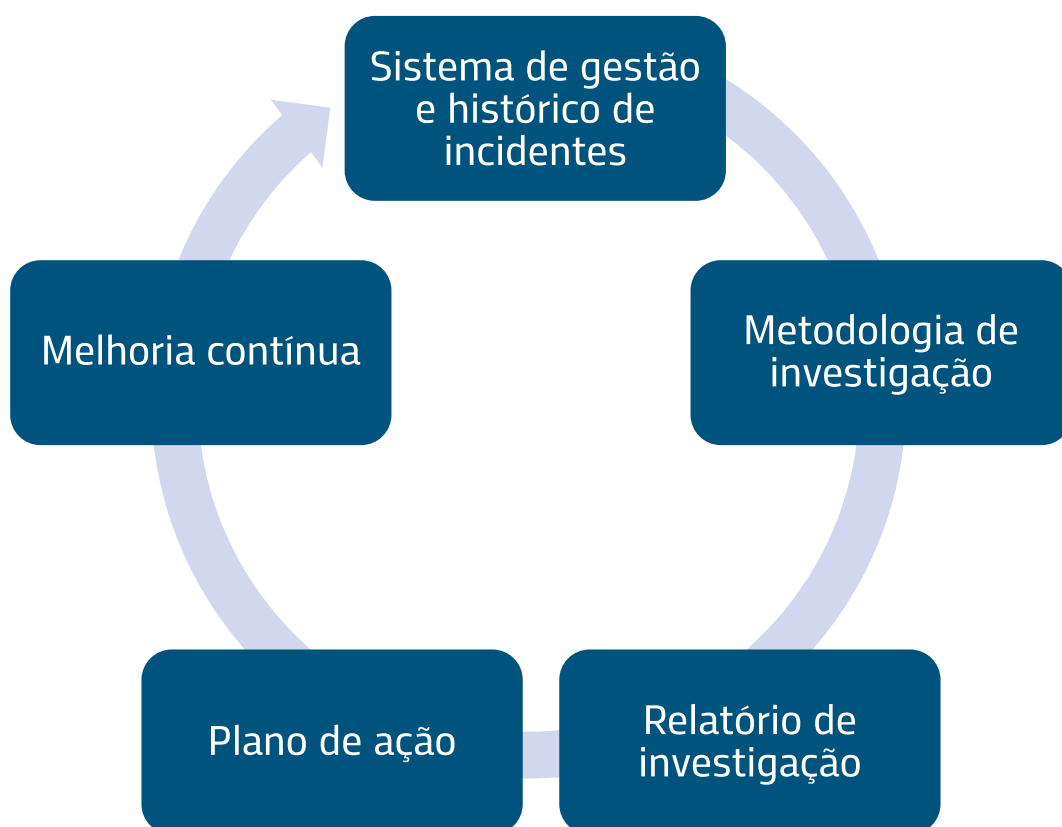 Sistema de gestão
e histórico de
incidentes
Metodologia de
investigação
Relatório de
investigação
Plano de ação
Melhoria contínua